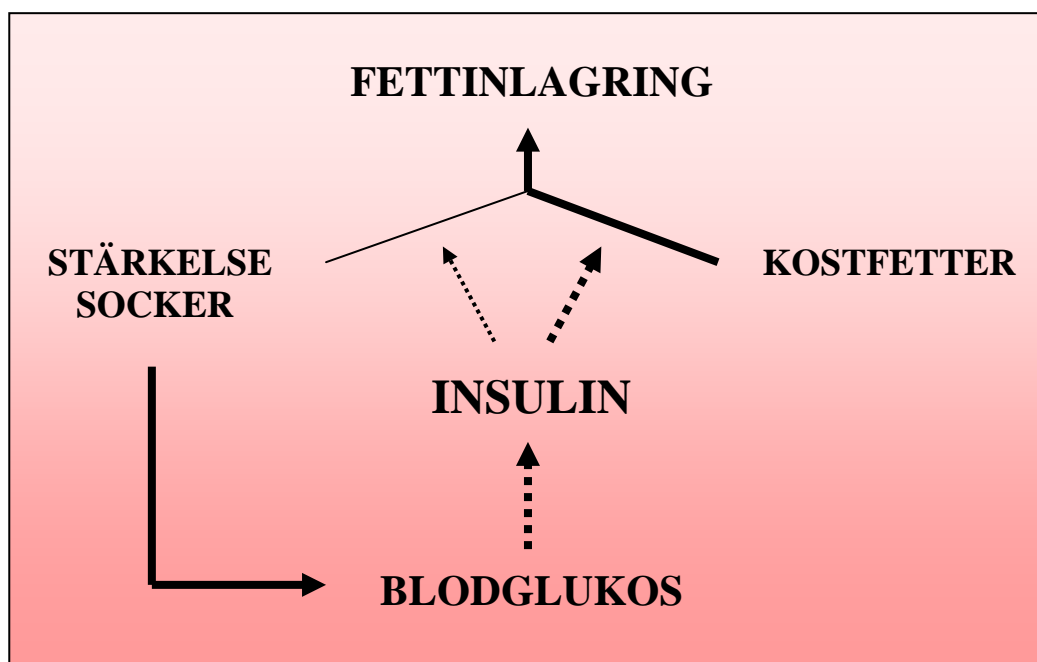 FETTINLAGRING
STÄRKELSE
SOCKER
KOSTFETTER
INSULIN
BLODGLUKOS